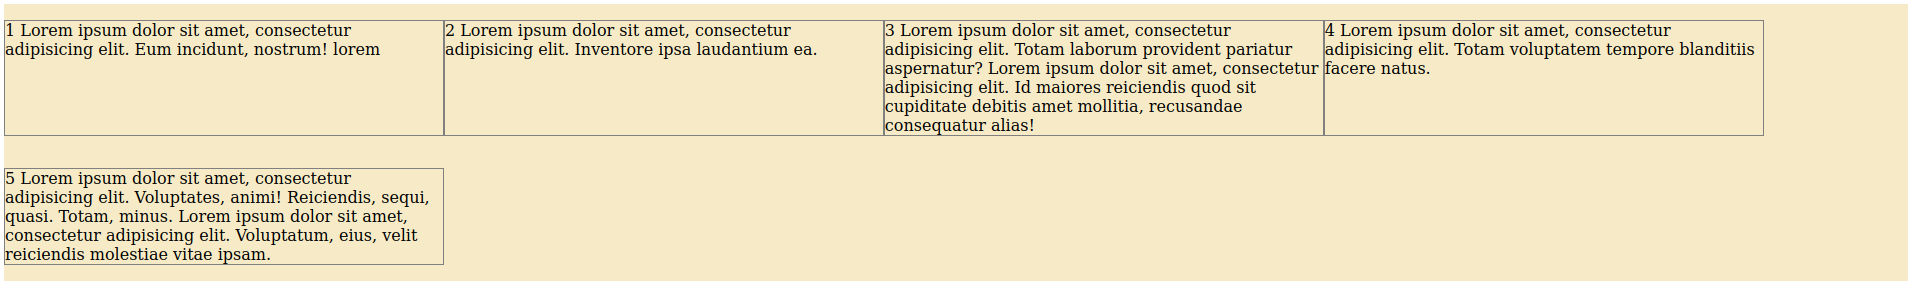 1 Lorem ipsum dolor sit amet, consectetur
adipisicing elit. Eum incidunt, nostrum! lorem
2 Lorem ipsum dolor sit amet, consectetur
adipisicing elit. Inventore ipsa laudantium ea.
3 Lorem ipsum dolor sit amet, consectetur
adipisicing elit. Totam laborum provident pariatur
aspernatur? Lorem ipsum dolor sit amet, consectetur
adipisicing elit. Id maiores reiciendis quod sit
cupiditate debitis amet mollitia, recusandae
consequatur alias!
4 Lorem ipsum dolor sit amet, consectetur
adipisicing elit. Totam voluptatem tempore blanditiis
facere natus.
5 Lorem ipsum dolor sit amet, consectetur
adipisicing elit. Voluptates, animi! Reiciendis, sequi,
quasi. Totam, minus. Lorem ipsum dolor sit amet,
consectetur adipisicing elit. Voluptatum, eius, velit
reiciendis molestiae vitae ipsam.